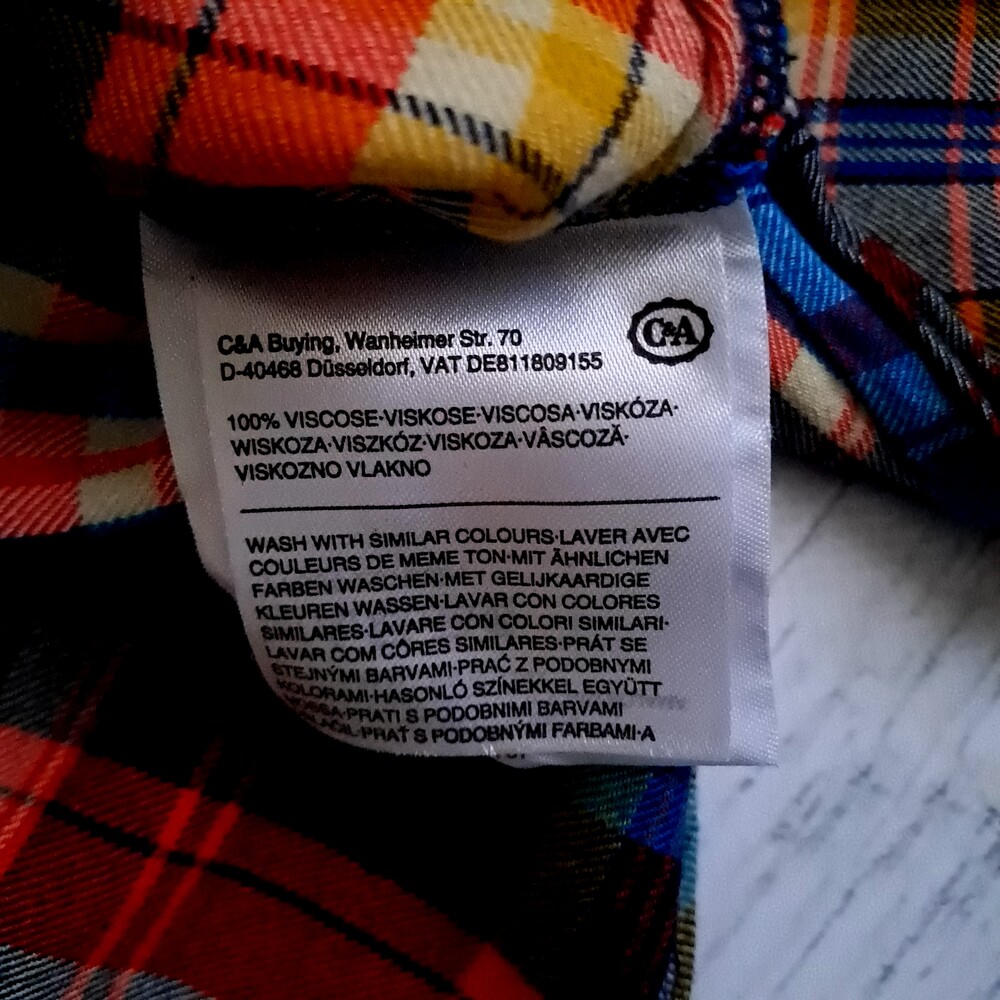 C&A Buying, Wanheimer Str. 70
C&A
D-40468 Düsseldorf, VAT DE811809155
100% VISCOSE·VISKOSE·VISCOSA·VISKÓZA·
WISKOZA·VISZKÓZ·VISKOZA·VÂSCOZĂ·
VISKOZNO VLAKNO
WASH WITH SIMILAR COLOURS·LAVER AVEC
COULEURS DE MEME TON·MIT ÄHNLICHEN
FARBEN WASCHEN·MET GELIJKAARDIGE
KLEUREN WASSEN·LAVAR CON COLORES
SIMILARES·LAVARE CON COLORI SIMILARI·
LAVAR COM CÔRES SIMILARES·PRÁT SE
STEJNÝMI BARVAMI·PRAĆ Z PODOBNYMI
KOLORAMI·HASONLÓ SZÍNEKKEL EGYÜTT
PRATI S PODOBNIMI BARVAMI
PRAŤ S PODOBNÝMI FARBAMI·A